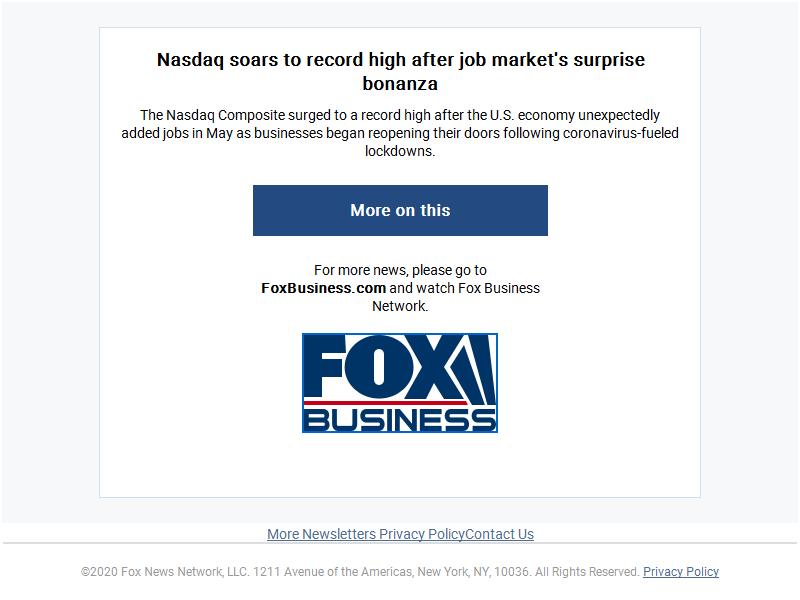 Nasdaq soars to record high after job market's surprise
bonanza
The Nasdaq Composite surged to a record high after the U.S. economy unexpectedly
added jobs in May as businesses began reopening their doors following coronavirus-fueled
lockdowns.
More on this
For more news, please go to
FoxBusiness.com and watch Fox Business
Network.
FOX
BUSINESS
More Newsletters Privacy PolicyContact Us
©2020 Fox News Network, LLC. 1211 Avenue of the Americas, New York, NY, 10036. All Rights Reserved. Privacy Policy